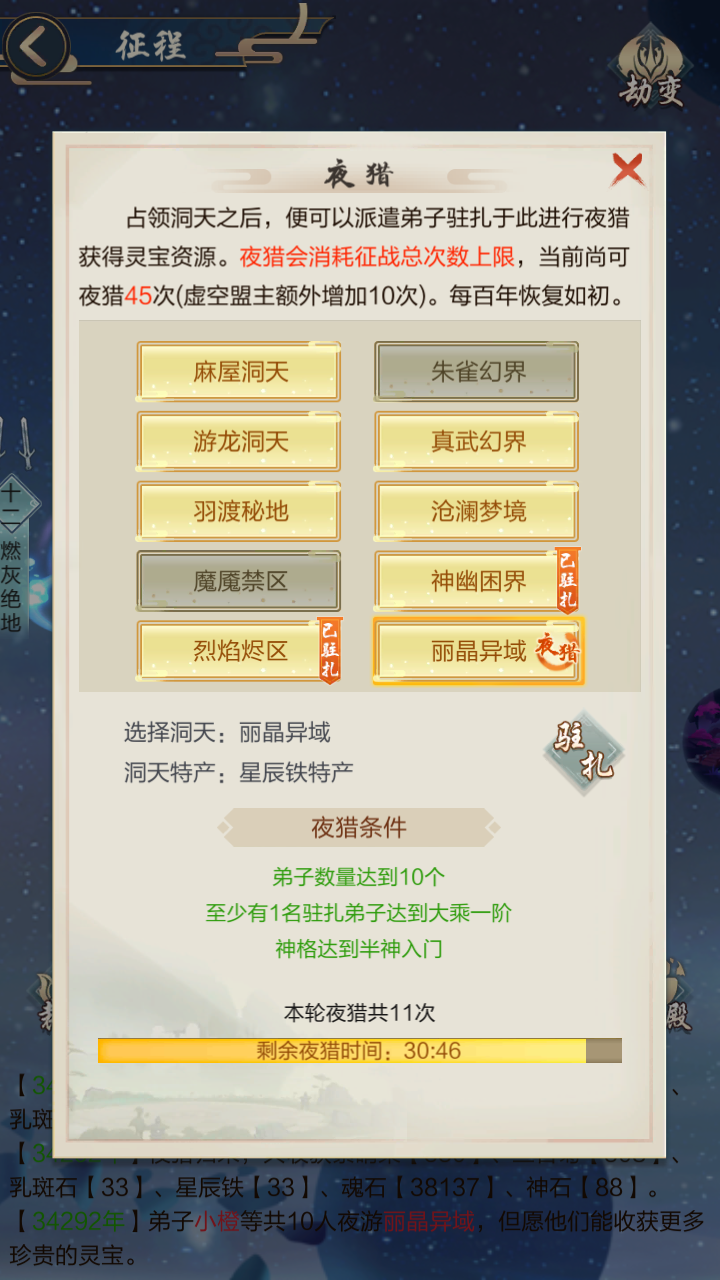 征程
劫变
夜猎
占领洞天之后，便可以派遣弟子驻扎于此进行夜猎
获得灵宝资源。夜猎会消耗征战总次数上限，当前尚可
夜猎45次(虚空盟主额外增加10次)。每百年恢复如初。
麻屋洞天
朱雀幻界
游龙洞天
真武幻界
羽渡秘地
沧澜梦境
魔魇禁区
神幽困界
已驻扎
烈焰烬区
已驻扎
丽晶异域
夜猎
十二
燃灰绝地
选择洞天：丽晶异域
洞天特产：星辰铁特产
驻扎
夜猎条件
弟子数量达到10个
至少有1名驻扎弟子达到大乘一阶
神格达到半神入门
本轮夜猎共11次
剩余夜猎时间：30:46
殿
【34
乳斑
【34
乳斑石【33】、星辰铁【33】、魂石【38137】、神石【88】。
【34292年】弟子小橙等共10人夜游丽晶异域，但愿他们能收获更多
珍贵的灵宝。